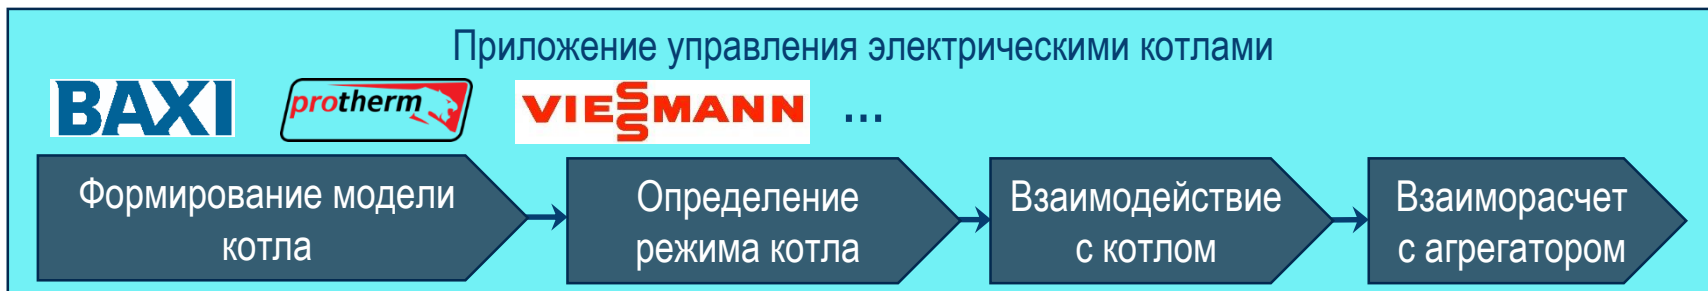 Приложение управления электрическими котлами
BAXI
protherm
VIESSMANN
...
Формирование модели
котла
Определение
режима котла
Взаимодействие
с котлом
Взаиморасчет
с агрегатором